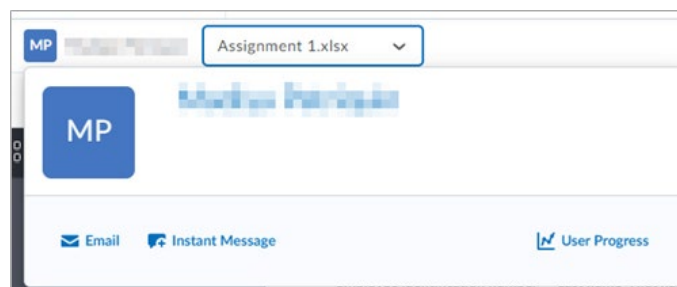 MP Assignment 1.xlsx
MP
Email Instant Message User Progress